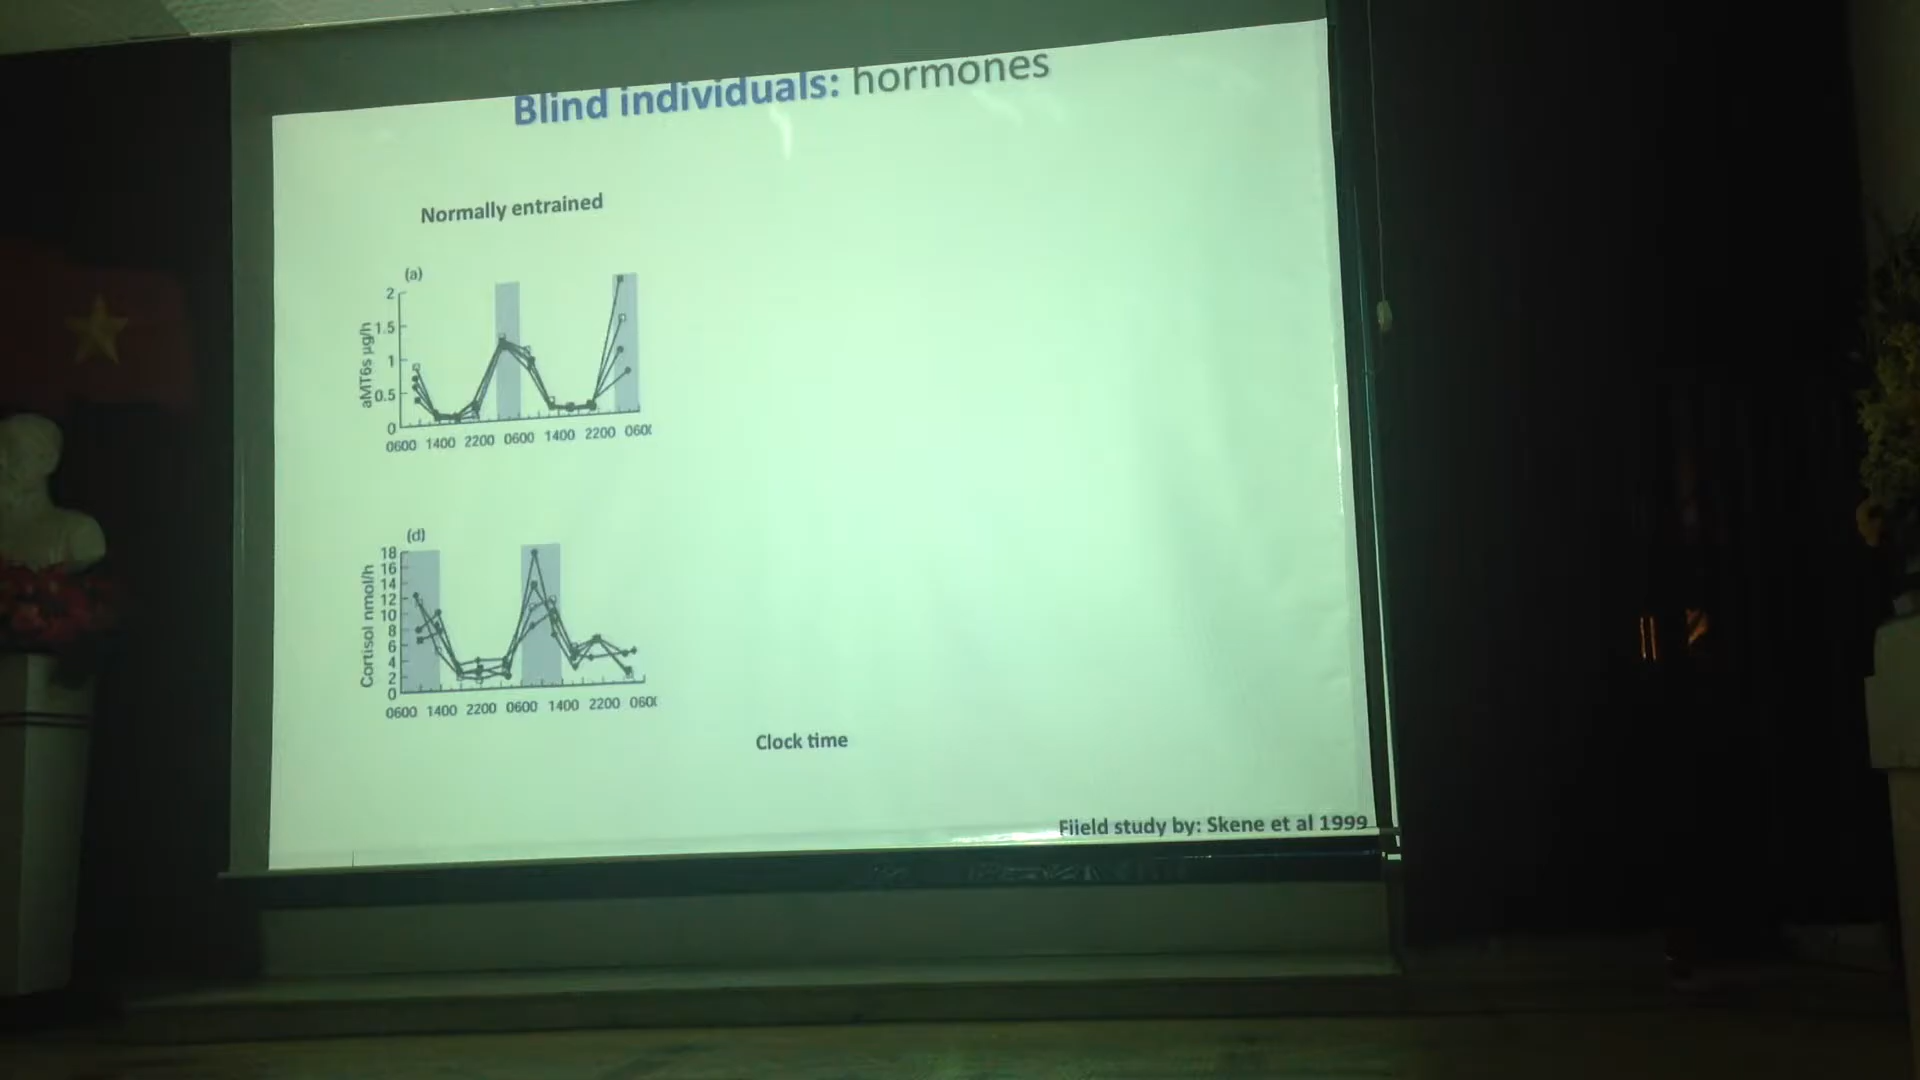 Blind individuals: hormones
Normally entrained
(a)
aMT6s µg/h
2
1.5
1
0.5
0
0600 1400 2200 0600 1400 2200 0600
(d)
Cortisol nmol/h
18
16
14
12
10
8
6
4
2
0
0600 1400 2200 0600 1400 2200 0600
Clock time
Fiield study by: Skene et al 1999